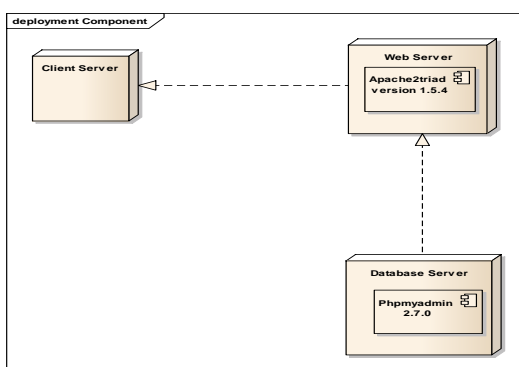 deployment Component
Client Server
Web Server
Apache2triad
version 1.5.4
Database Server
Phpmyadmin
2.7.0